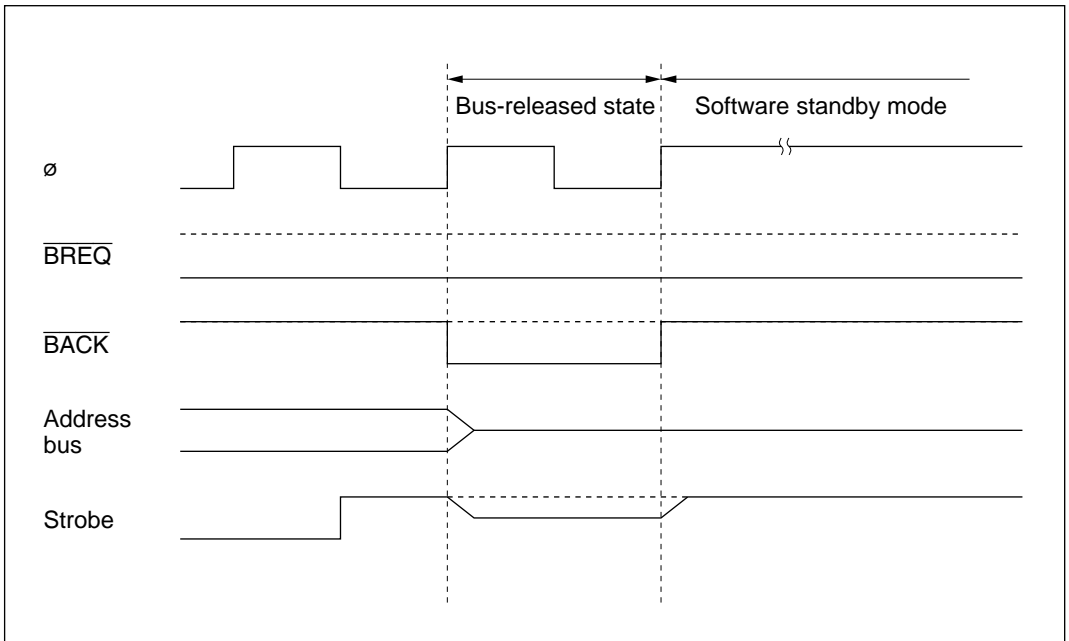 Bus-released state Software standby mode
ø
BREQ
BACK
Address
bus
Strobe